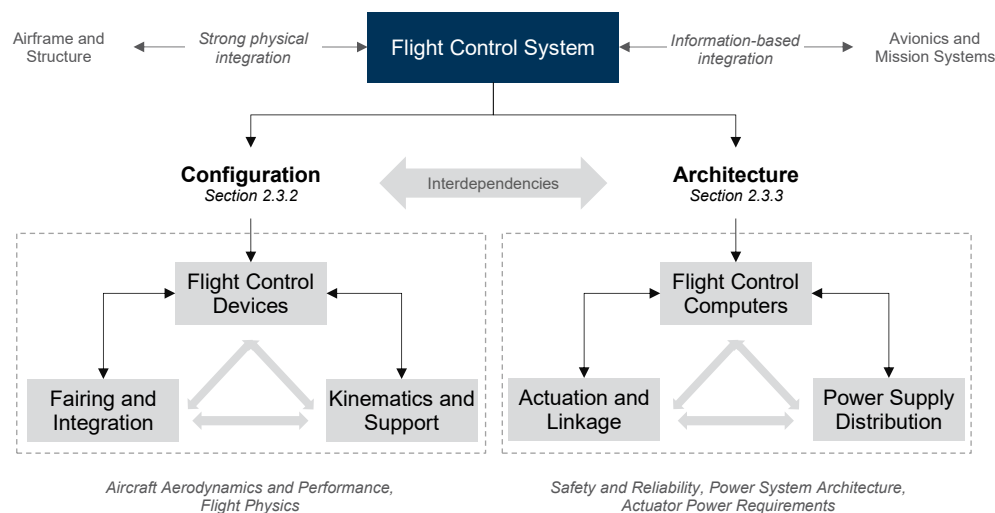 Airframe and
Structure
Strong physical
integration
Flight Control System
Information-based
integration
Avionics and
Mission Systems
Configuration
Section 2.3.2
Interdependencies
Architecture
Section 2.3.3
Flight Control
Devices
Fairing and
Integration
Kinematics and
Support
Flight Control
Computers
Actuation and
Linkage
Power Supply
Distribution
Aircraft Aerodynamics and Performance,
Flight Physics
Safety and Reliability, Power System Architecture,
Actuator Power Requirements